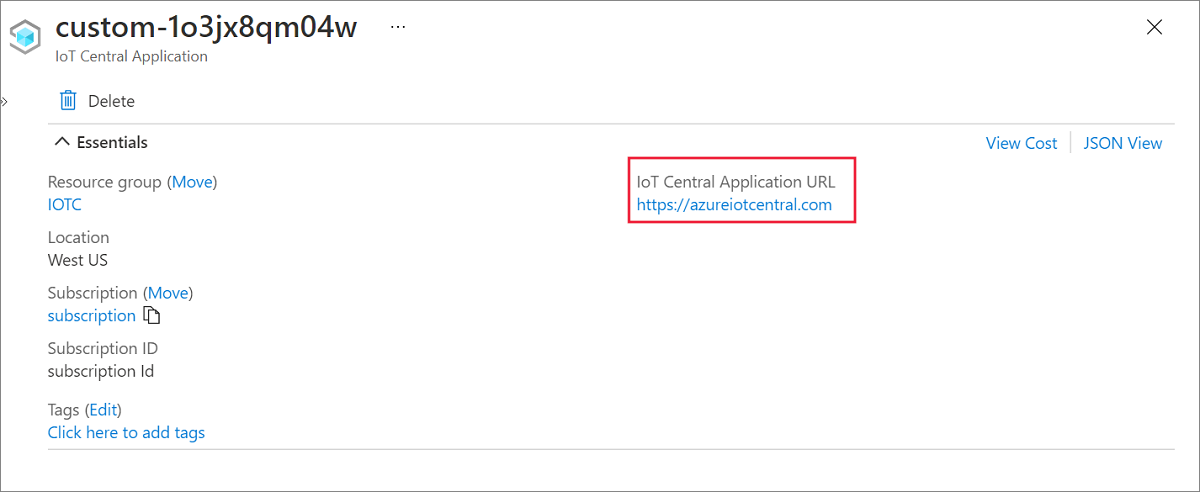 custom-1o3jx8qm04w ...
IoT Central Application
Delete
Essentials
View Cost
JSON View
Resource group (Move)
IOTC
Location
West US
Subscription (Move)
subscription
Subscription ID
subscription Id
Tags (Edit)
Click here to add tags
IoT Central Application URL
https://azureiotcentral.com